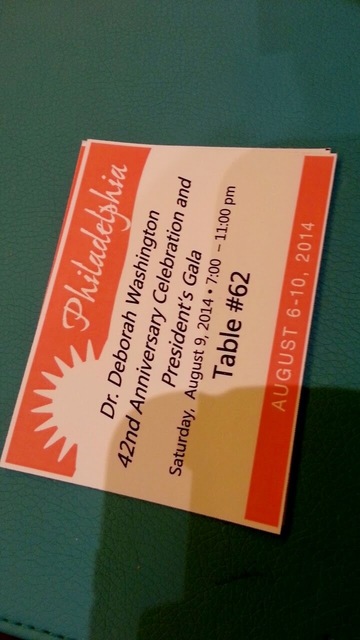 Philadelphia
Dr. Deborah Washington
42nd Anniversary Celebration and
President's Gala
Saturday, August 9, 2014 • 7:00 – 11:00 pm
Table #62
AUGUST 6-10, 2014